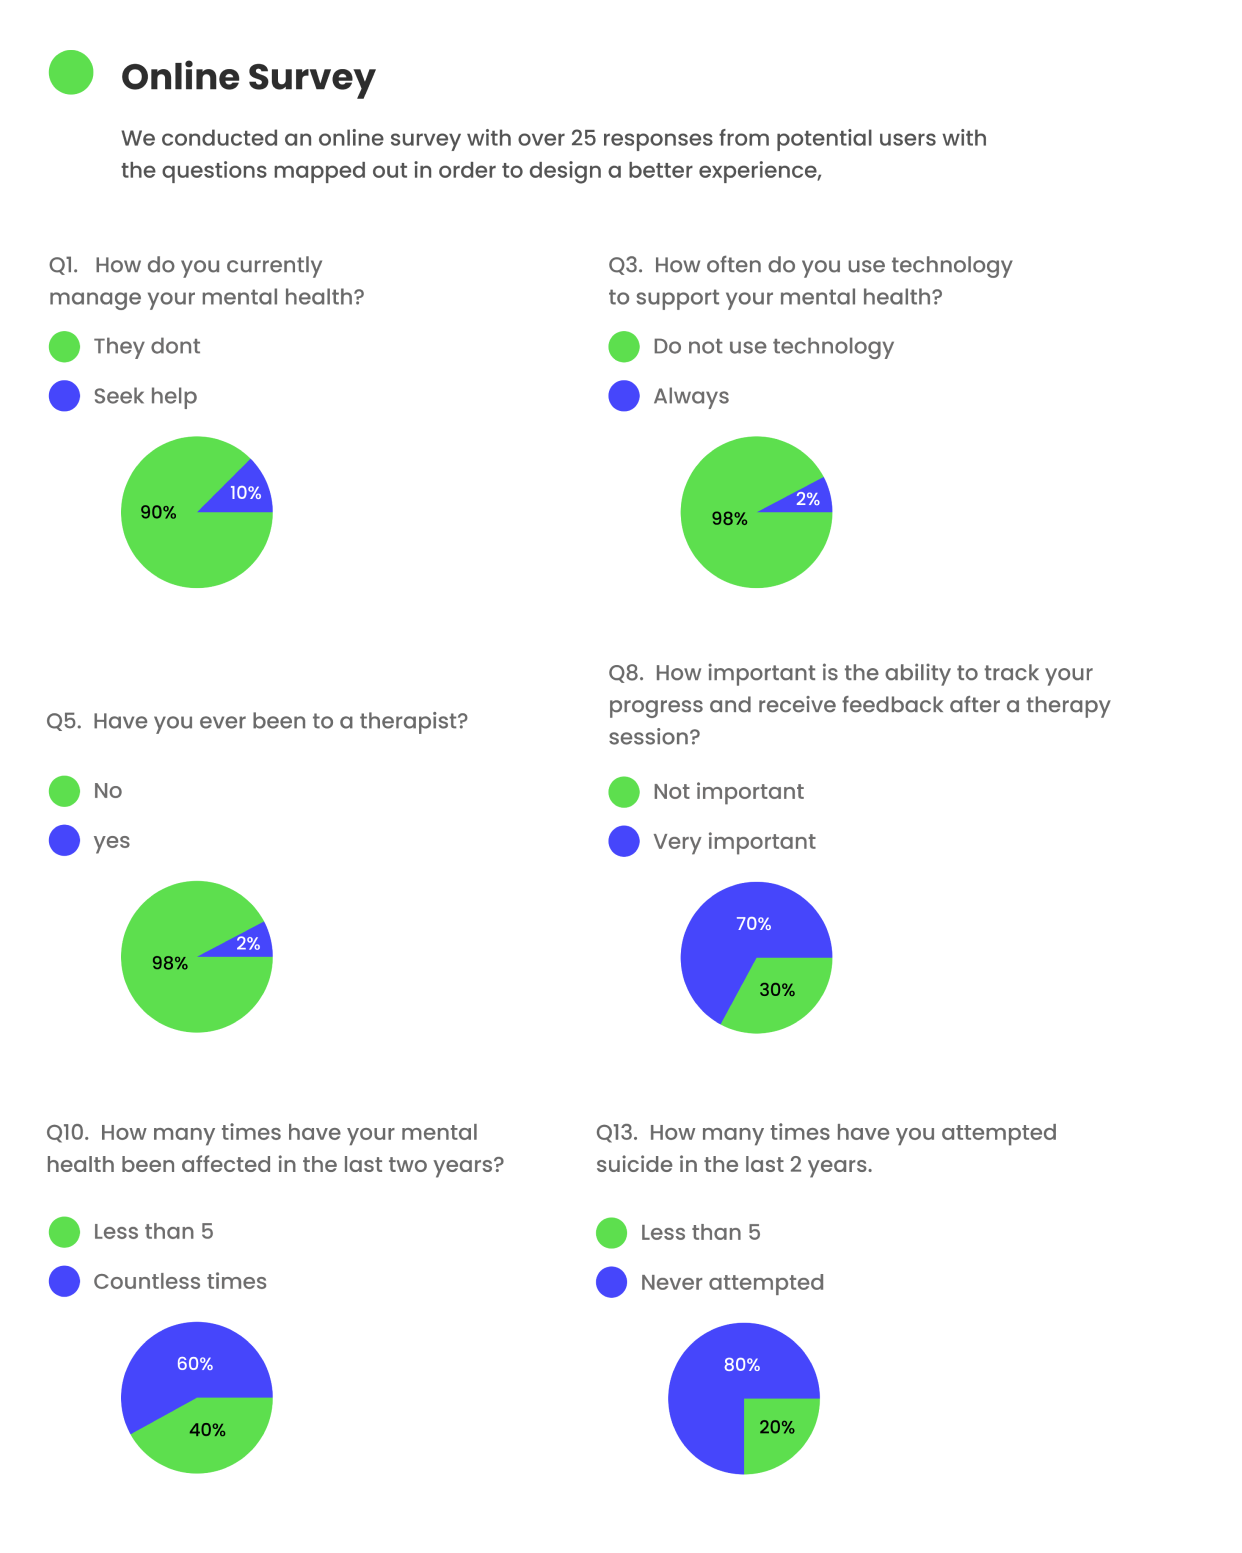 Online Survey
We conducted an online survey with over 25 responses from potential users with
the questions mapped out in order to design a better experience,
Q1. How do you currently
manage your mental health?
They dont
Seek help
10%
90%
Q3. How often do you use technology
to support your mental health?
Do not use technology
Always
2%
98%
Q5. Have you ever been to a therapist?
No
yes
2%
98%
Q8. How important is the ability to track your
progress and receive feedback after a therapy
session?
Not important
Very important
70%
30%
Q10. How many times have your mental
health been affected in the last two years?
Less than 5
Countless times
60%
40%
Q13. How many times have you attempted
suicide in the last 2 years.
Less than 5
Never attempted
80%
20%